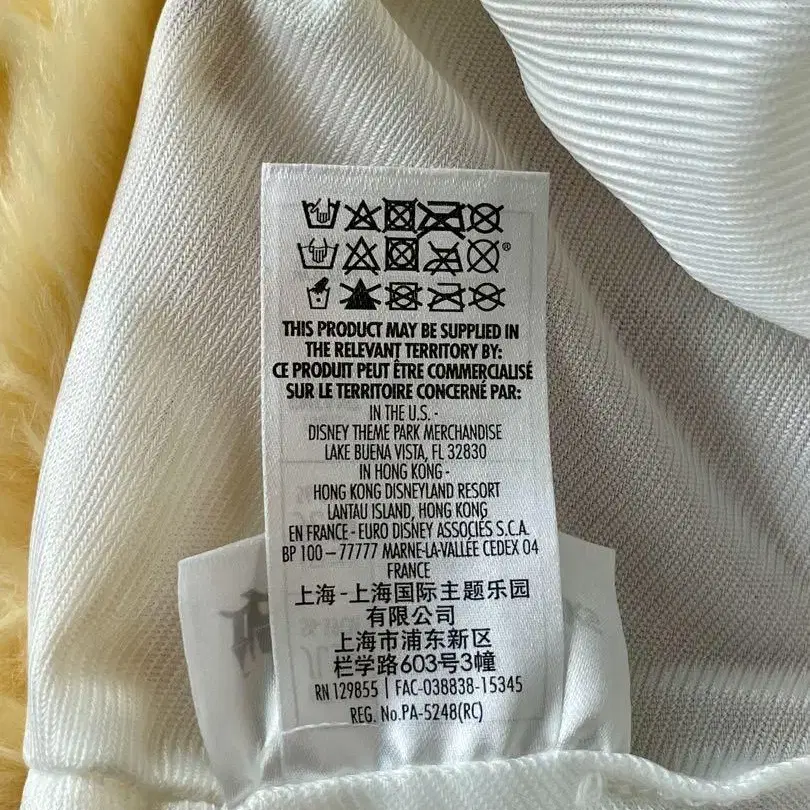 ®
THIS PRODUCT MAY BE SUPPLIED IN
THE RELEVANT TERRITORY BY:
CE PRODUIT PEUT ÊTRE COMMERCIALISÉ
SUR LE TERRITOIRE CONCERNÉ PAR:
IN THE U.S. -
DISNEY THEME PARK MERCHANDISE
LAKE BUENA VISTA, FL 32830
IN HONG KONG -
HONG KONG DISNEYLAND RESORT
LANTAU ISLAND, HONG KONG
EN FRANCE - EURO DISNEY ASSOCIÉS S.C.A.
BP 100 – 77777 MARNE-LA-VALLÉE CEDEX 04
FRANCE
上海-上海国际主题乐园
有限公司
上海市浦东新区
栏学路603号3幢
RN 129855 | FAC-038838-15345
REG. No.PA-5248(RC)